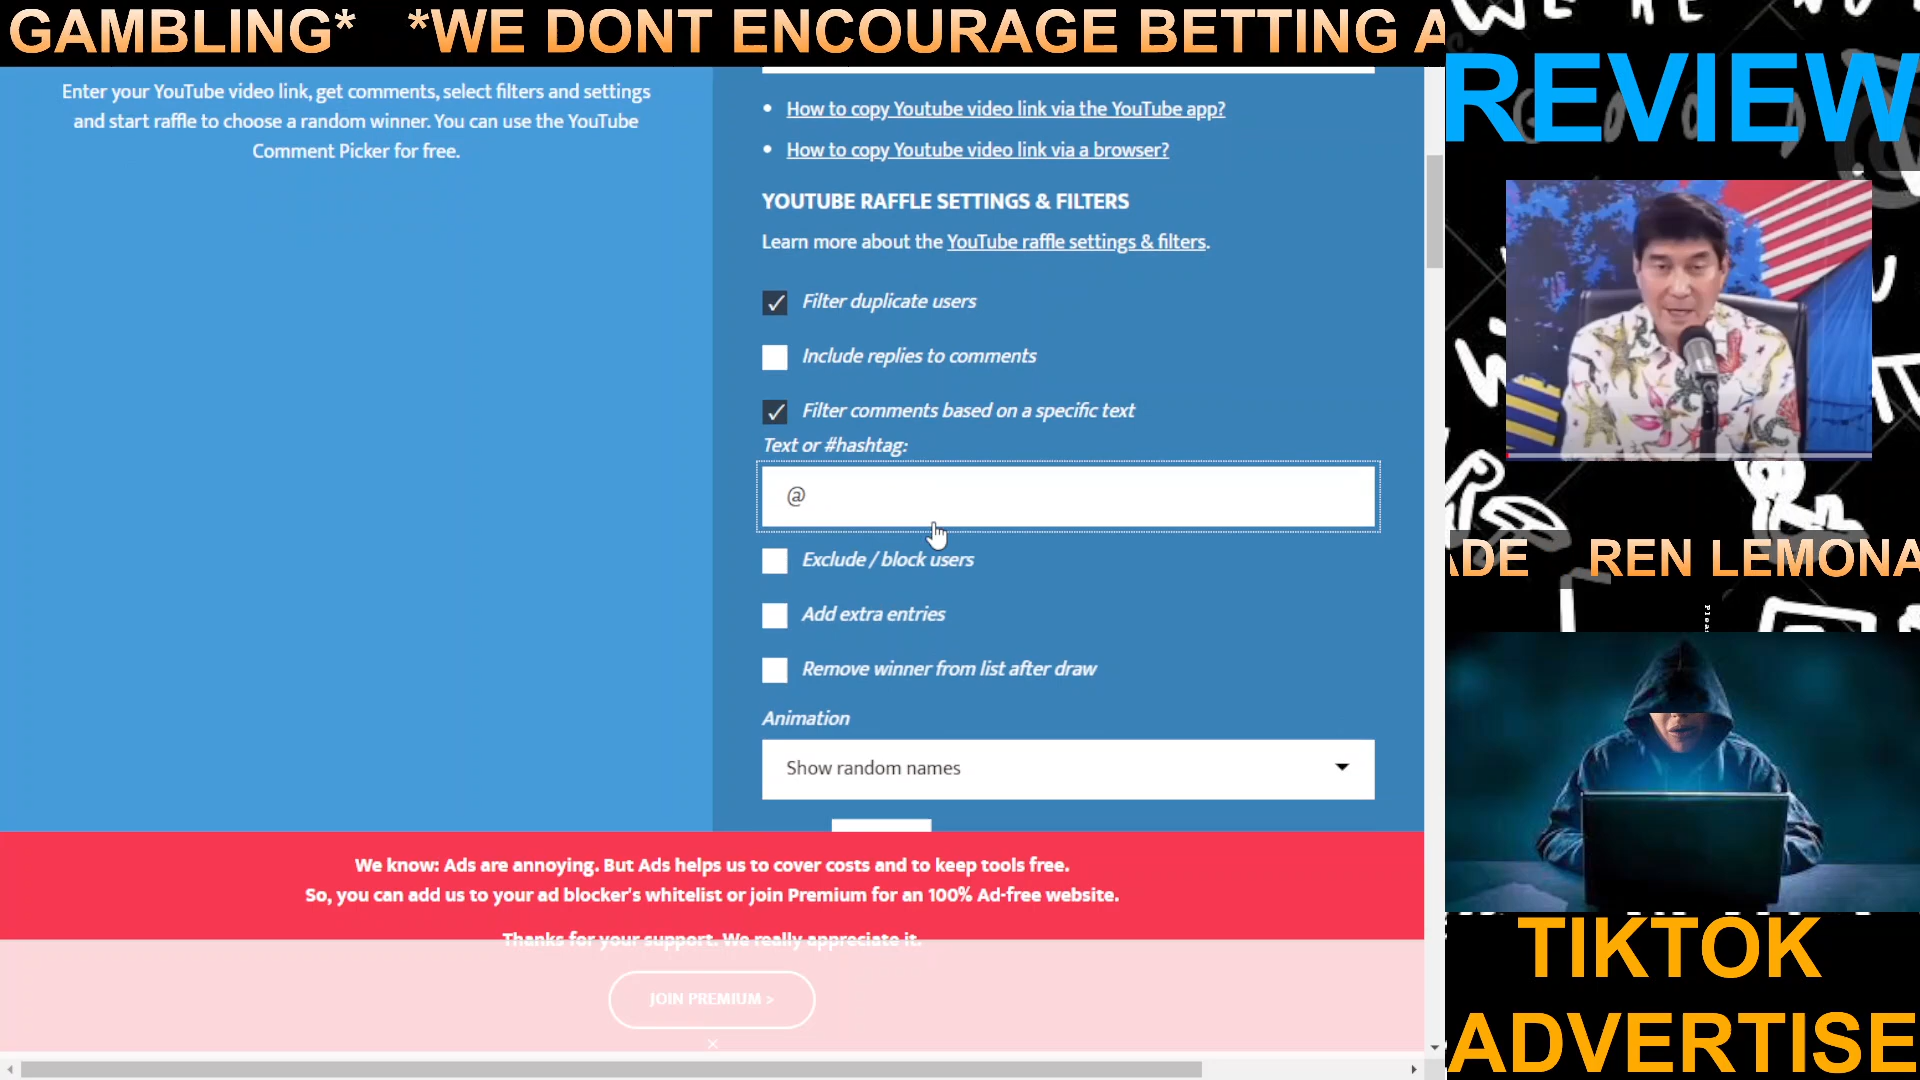 GAMBLING* *WE DONT ENCOURAGE BETTING A
Enter your YouTube video link, get comments, select filters and settings
and start raffle to choose a random winner. You can use the YouTube
Comment Picker for free.
• How to copy Youtube video link via the YouTube app?
• How to copy Youtube video link via a browser?
YOUTUBE RAFFLE SETTINGS & FILTERS
Learn more about the YouTube raffle settings & filters.
Filter duplicate users
Include replies to comments
Filter comments based on a specific text
Text or #hashtag:
@
Exclude / block users
Add extra entries
Remove winner from list after draw
Animation
Show random names
We know: Ads are annoying. But Ads helps us to cover costs and to keep tools free.
So, you can add us to your ad blocker's whitelist or join Premium for an 100% Ad-free website.
Thanks for your support. We really appreciate it.
JOIN PREMIUM >
×
REVIEW
ADE REN LEMONA
TIKTOK
ADVERTISE